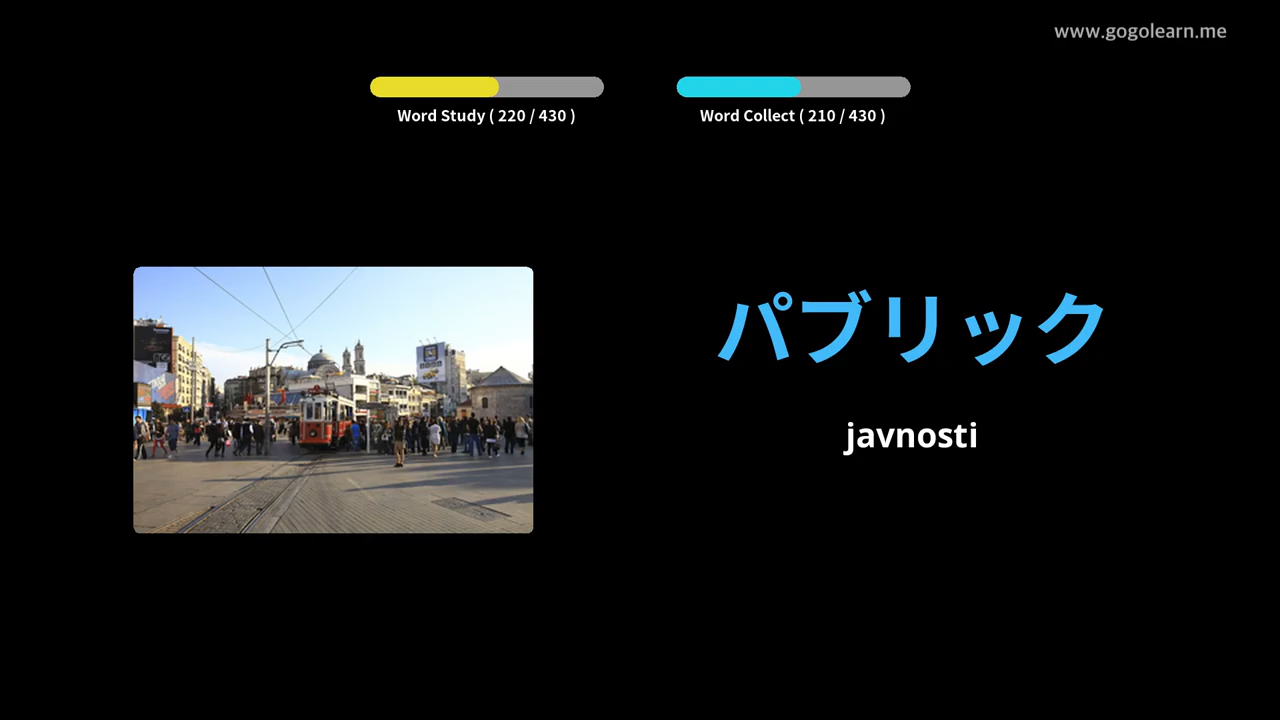 www.gogolearn.me
Word Study ( 220 / 430 )
Word Collect ( 210 / 430 )
パブリック
javnosti